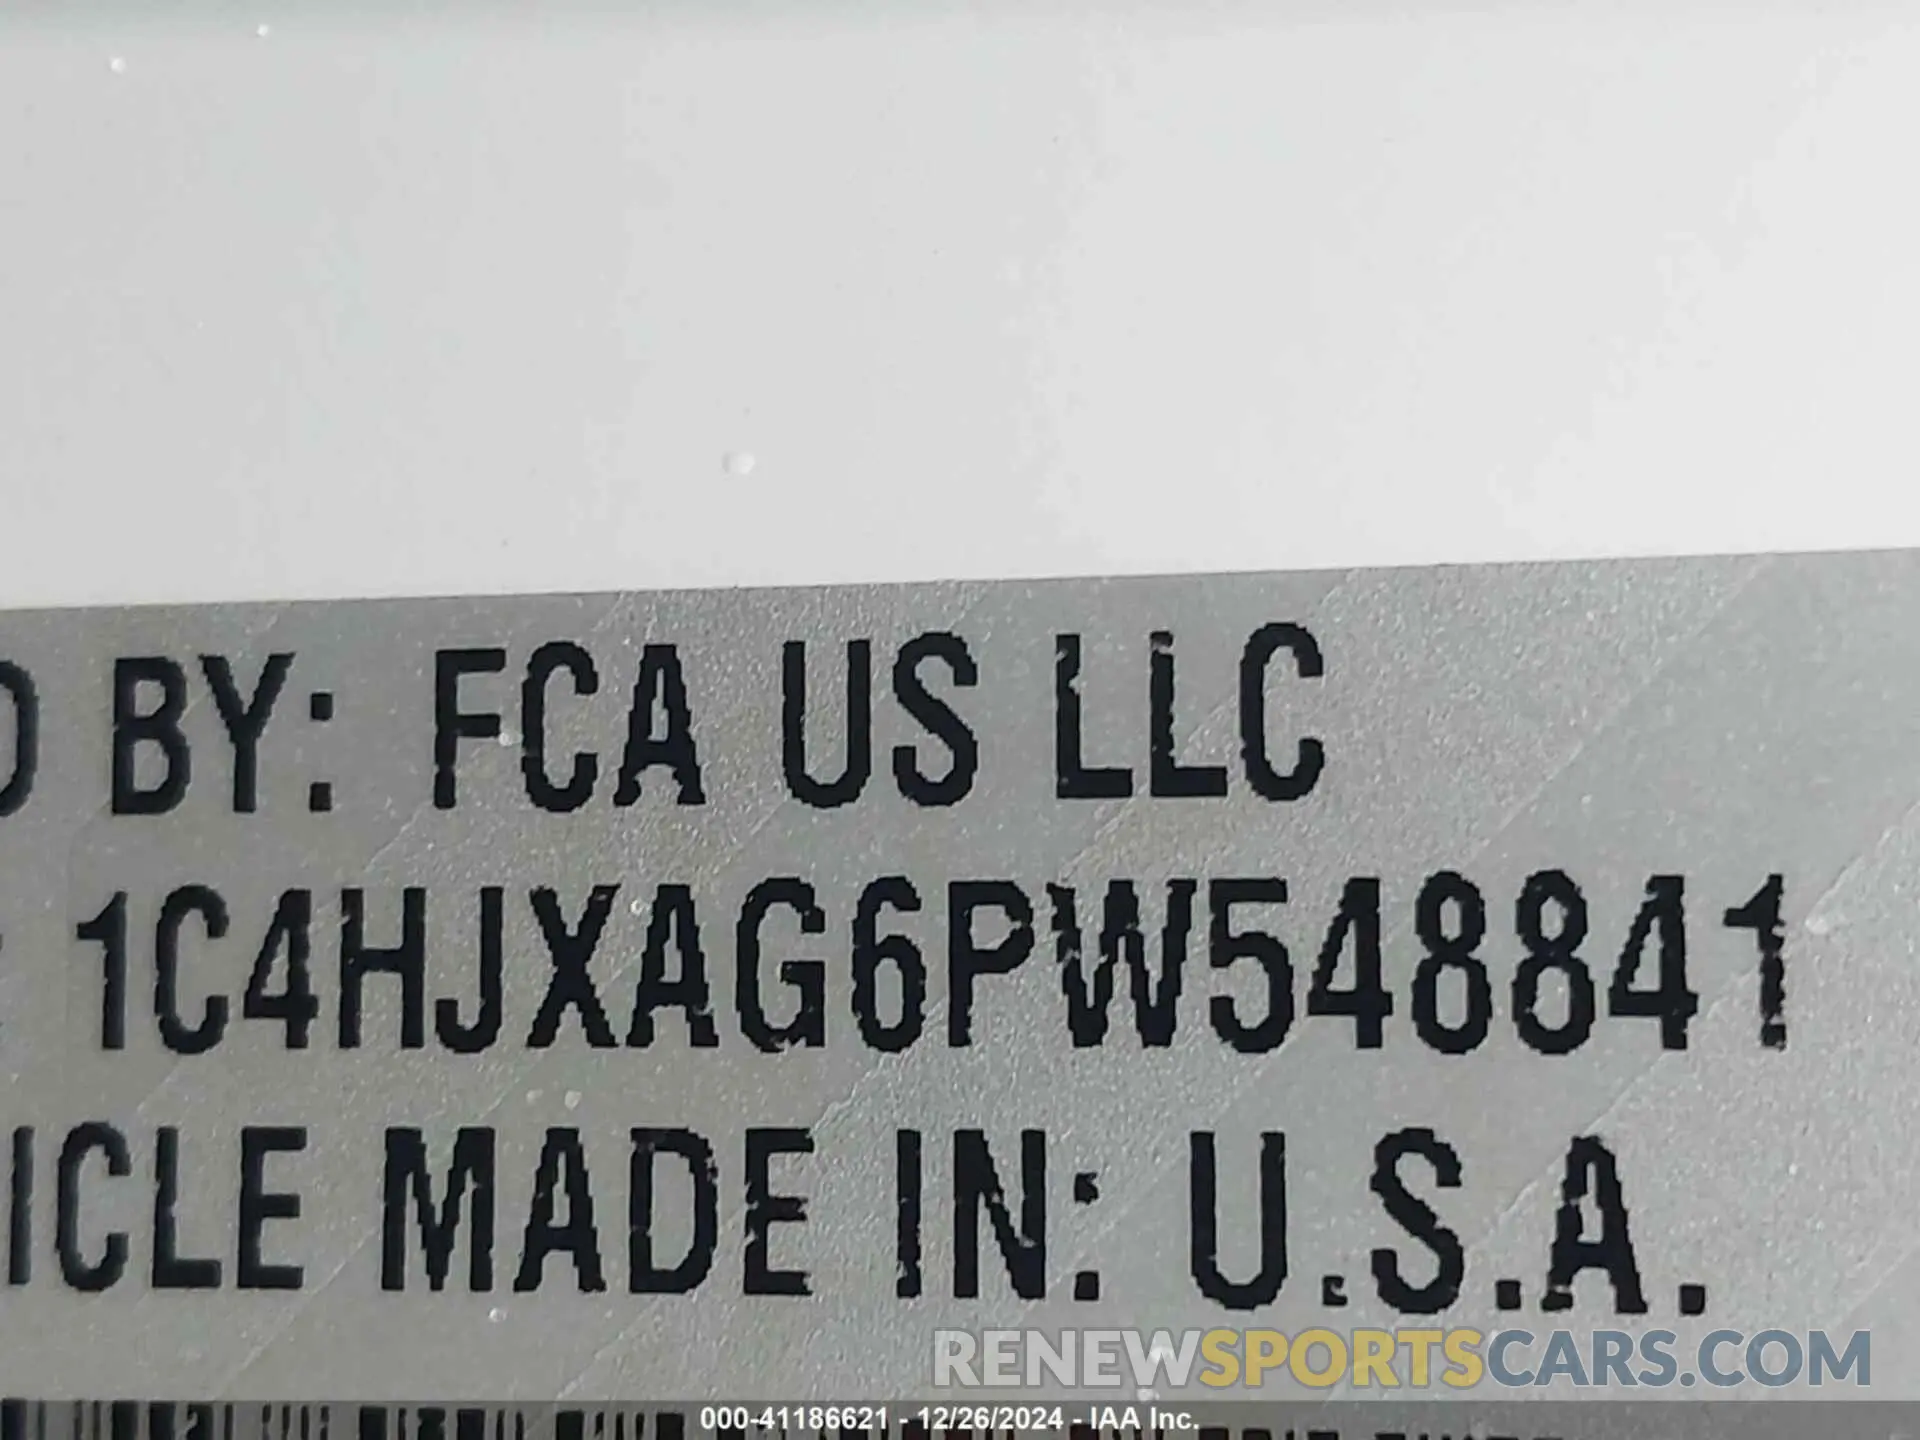 D BY: FCA US LLC
1C4HJXAG6PW548841
ICLE MADE IN: U.S.A.
RENEWSPORTSCARS.COM
000-41186621 - 12/26/2024 - IAA Inc.